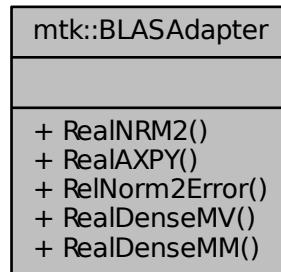 mtk::BLASAdapter
+ RealNRM2()
+ RealAXPY()
+ RelNorm2Error()
+ RealDenseMV()
+ RealDenseMM()